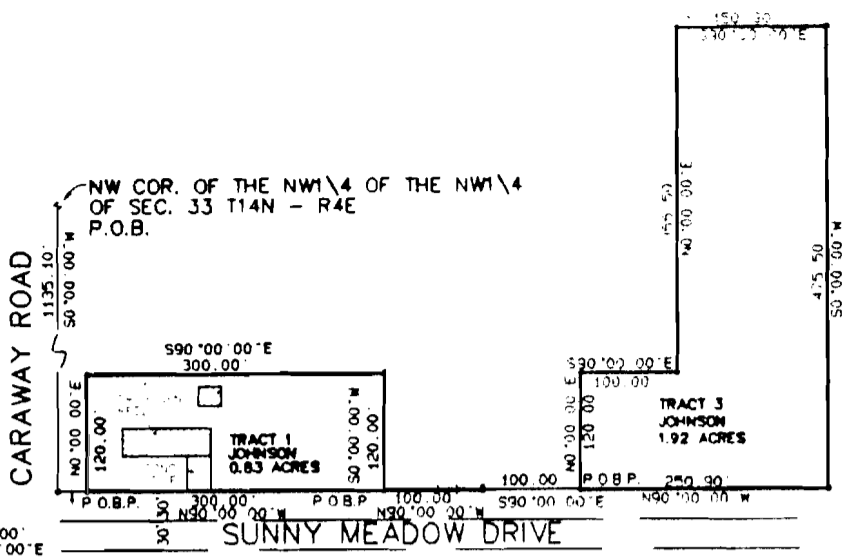 150.90
S90°00'00"E
NW COR. OF THE NW1\4 OF THE NW1\4
OF SEC. 33 T14N - R4E
P.O.B.
CARAWAY ROAD
1135.10'
S0°00'00"W
N0°00'00"E
475.50
S0°00'00"W
S90°00'00"E
300.00'
N0°00'00"E
120.00'
TRACT 1
JOHNSON
0.83 ACRES
S0°00'00"W
120.00'
S90°00'00"E
100.00
N0°00'00"E
120.00
TRACT 3
JOHNSON
1.92 ACRES
P.O.B.P.
300.00'
N90°00'00"W
P.O.B.P.
100.00
N90°00'00"W
100.00
S90°00'00"E
P.O.B.P.
250.90
N90°00'00"W
30.30
SUNNY MEADOW DRIVE
00'
00"E